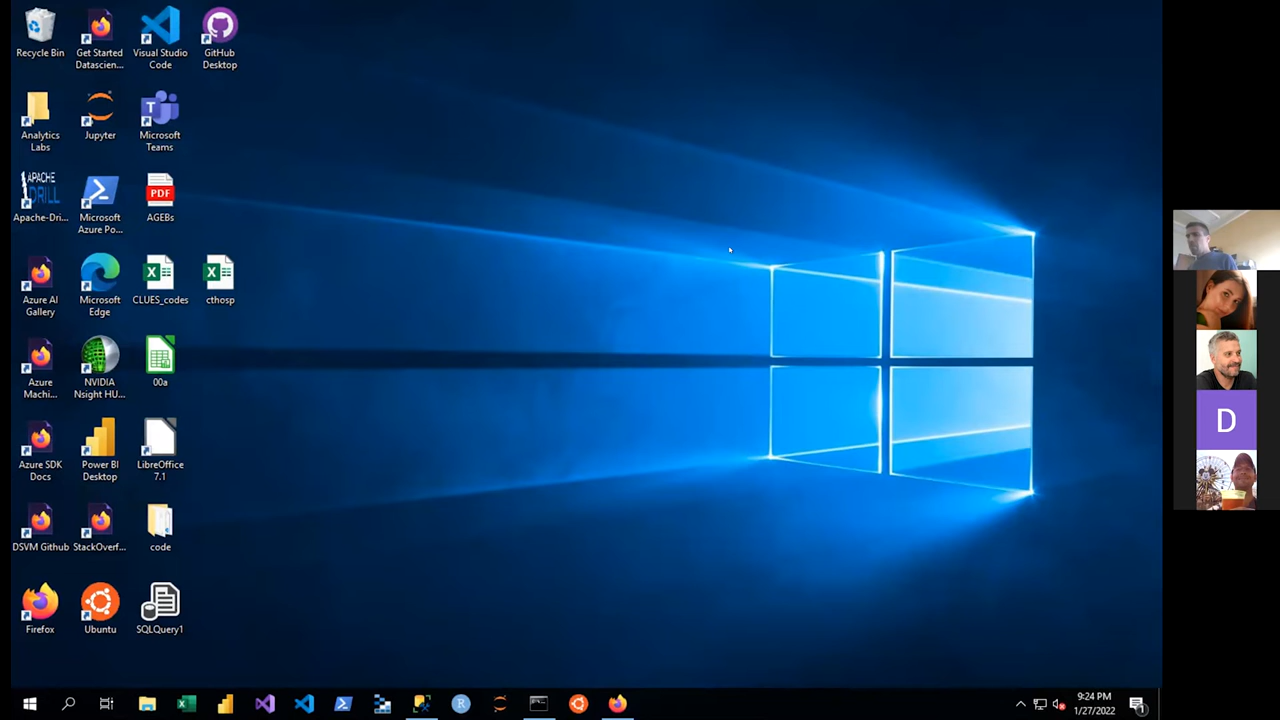 Recycle Bin
Get Started
Datascien...
Visual Studio
Code
GitHub
Desktop
Analytics
Labs
Jupyter
T
Microsoft
Teams
APACHE
DRILL
Apache-Dri...
Microsoft
Azure Po...
PDF
AGEBs
Azure AI
Gallery
Microsoft
Edge
X
CLUES_codes
X
cthosp
Azure
Machi...
NVIDIA
Nsight HU...
00a
Azure SDK
Docs
Power BI
Desktop
LibreOffice
7.1
DSVM Github
StackOverf...
code
Firefox
Ubuntu
SQLQuery1
D
R
9:24 PM
1/27/2022
1